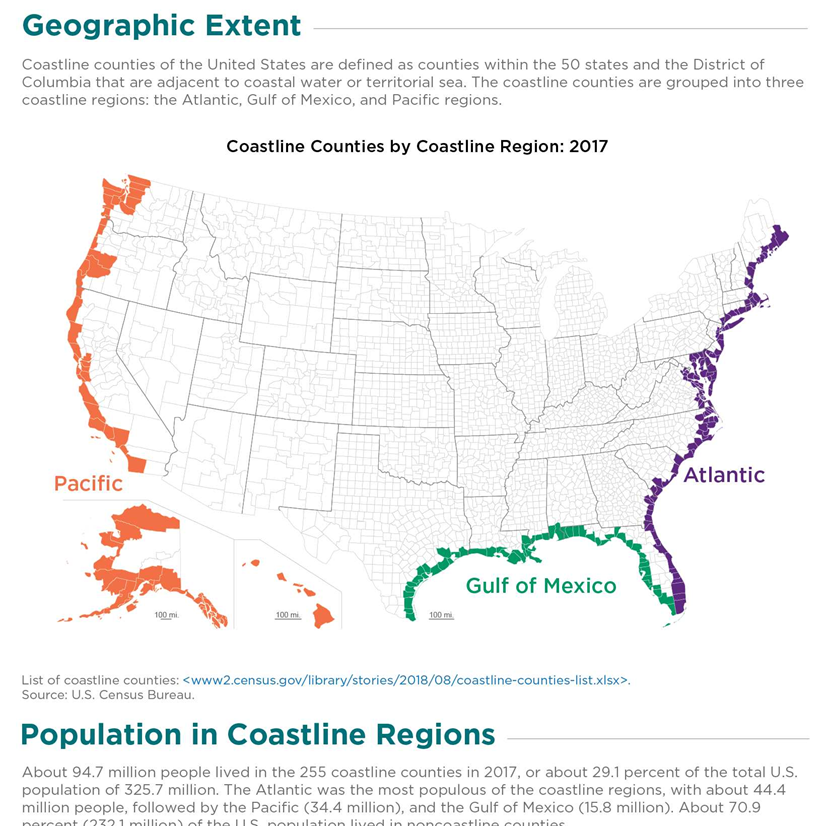 Geographic Extent
Coastline counties of the United States are defined as counties within the 50 states and the District of
Columbia that are adjacent to coastal water or territorial sea. The coastline counties are grouped into three
coastline regions: the Atlantic, Gulf of Mexico, and Pacific regions.
Coastline Counties by Coastline Region: 2017
Pacific
Atlantic
Gulf of Mexico
100 mi.
100 mi.
100 mi.
List of coastline counties: <www2.census.gov/library/stories/2018/08/coastline-counties-list.xlsx>.
Source: U.S. Census Bureau.
Population in Coastline Regions
About 94.7 million people lived in the 255 coastline counties in 2017, or about 29.1 percent of the total U.S.
population of 325.7 million. The Atlantic was the most populous of the coastline regions, with about 44.4
million people, followed by the Pacific (34.4 million), and the Gulf of Mexico (15.8 million). About 70.9
percent (232.1 million) of the U.S. population lived in noncoastline counties.